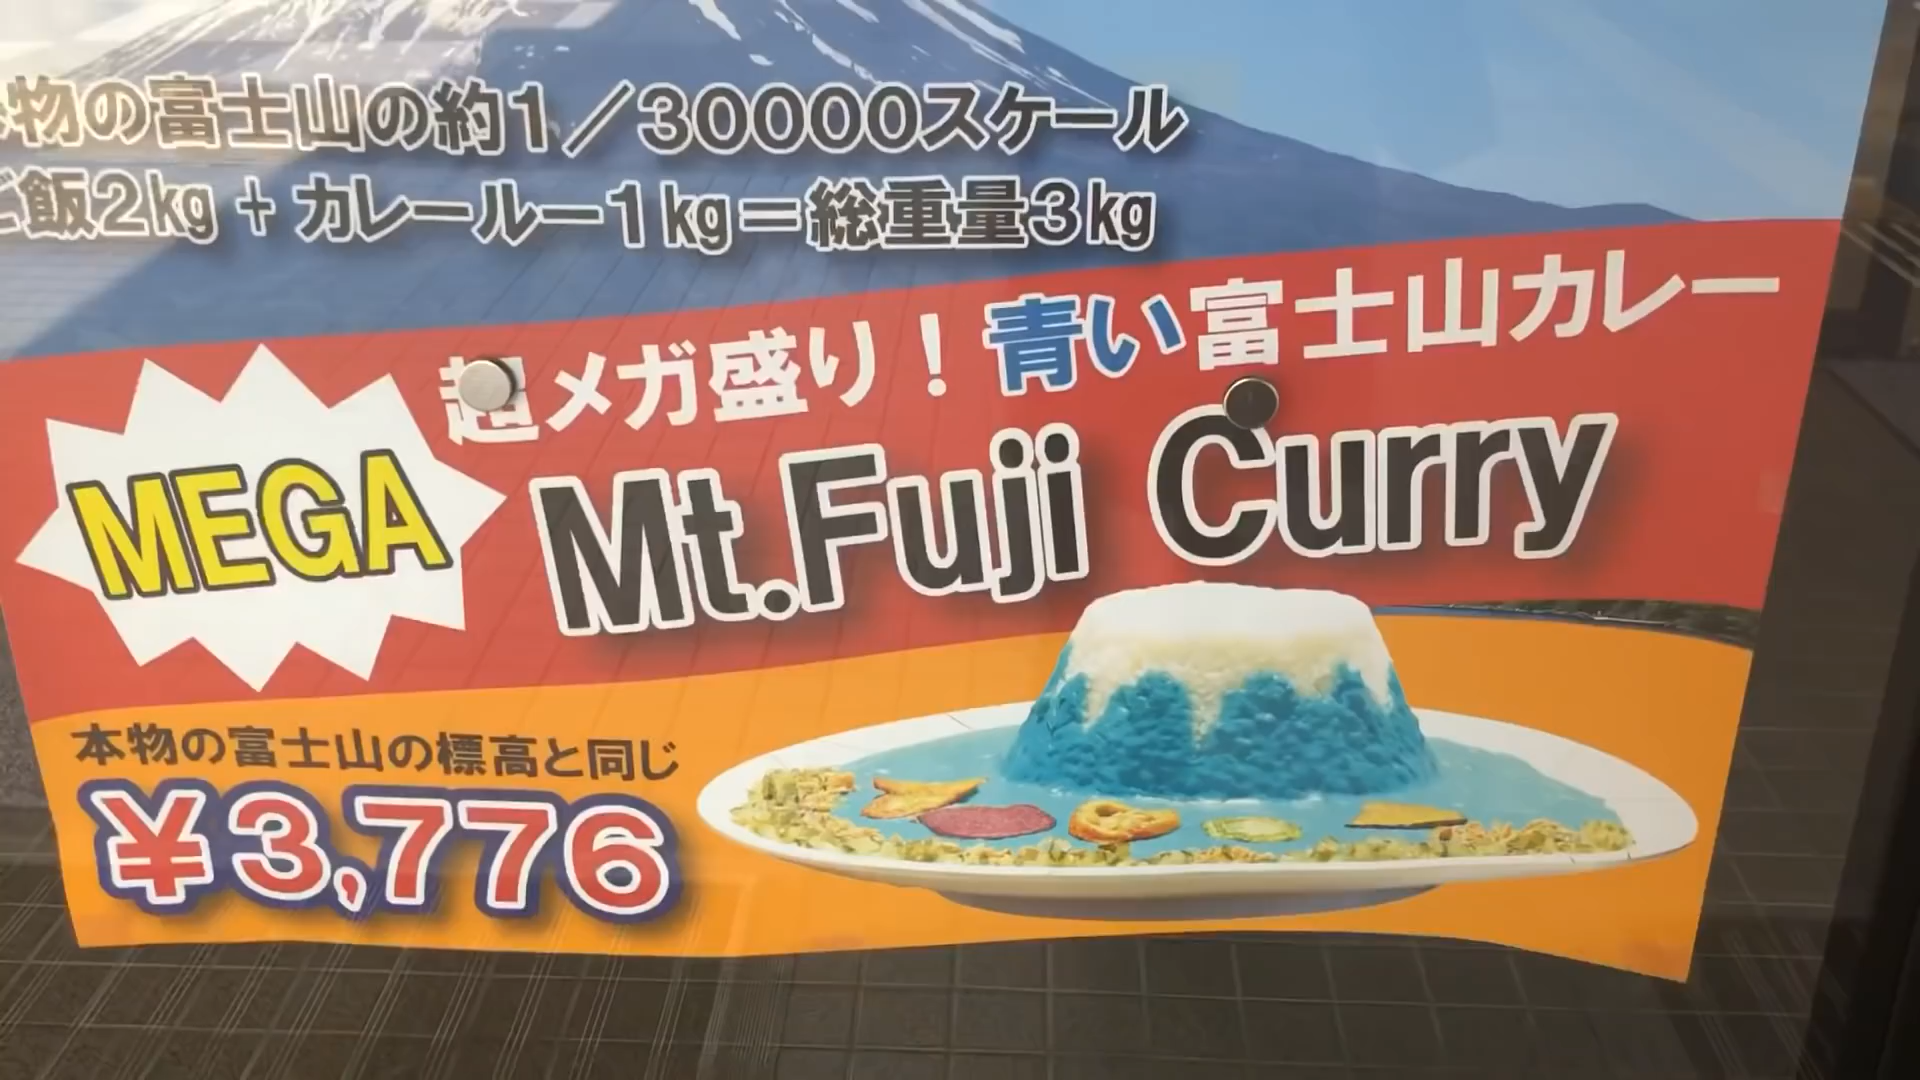 物の富士山の約1/30000スケール
ご飯2kg + カレールー1kg=総重量3kg
超メガ盛り！青い富士山カレー
MEGA
Mt.Fuji Curry
本物の富士山の標高と同じ
¥3,776